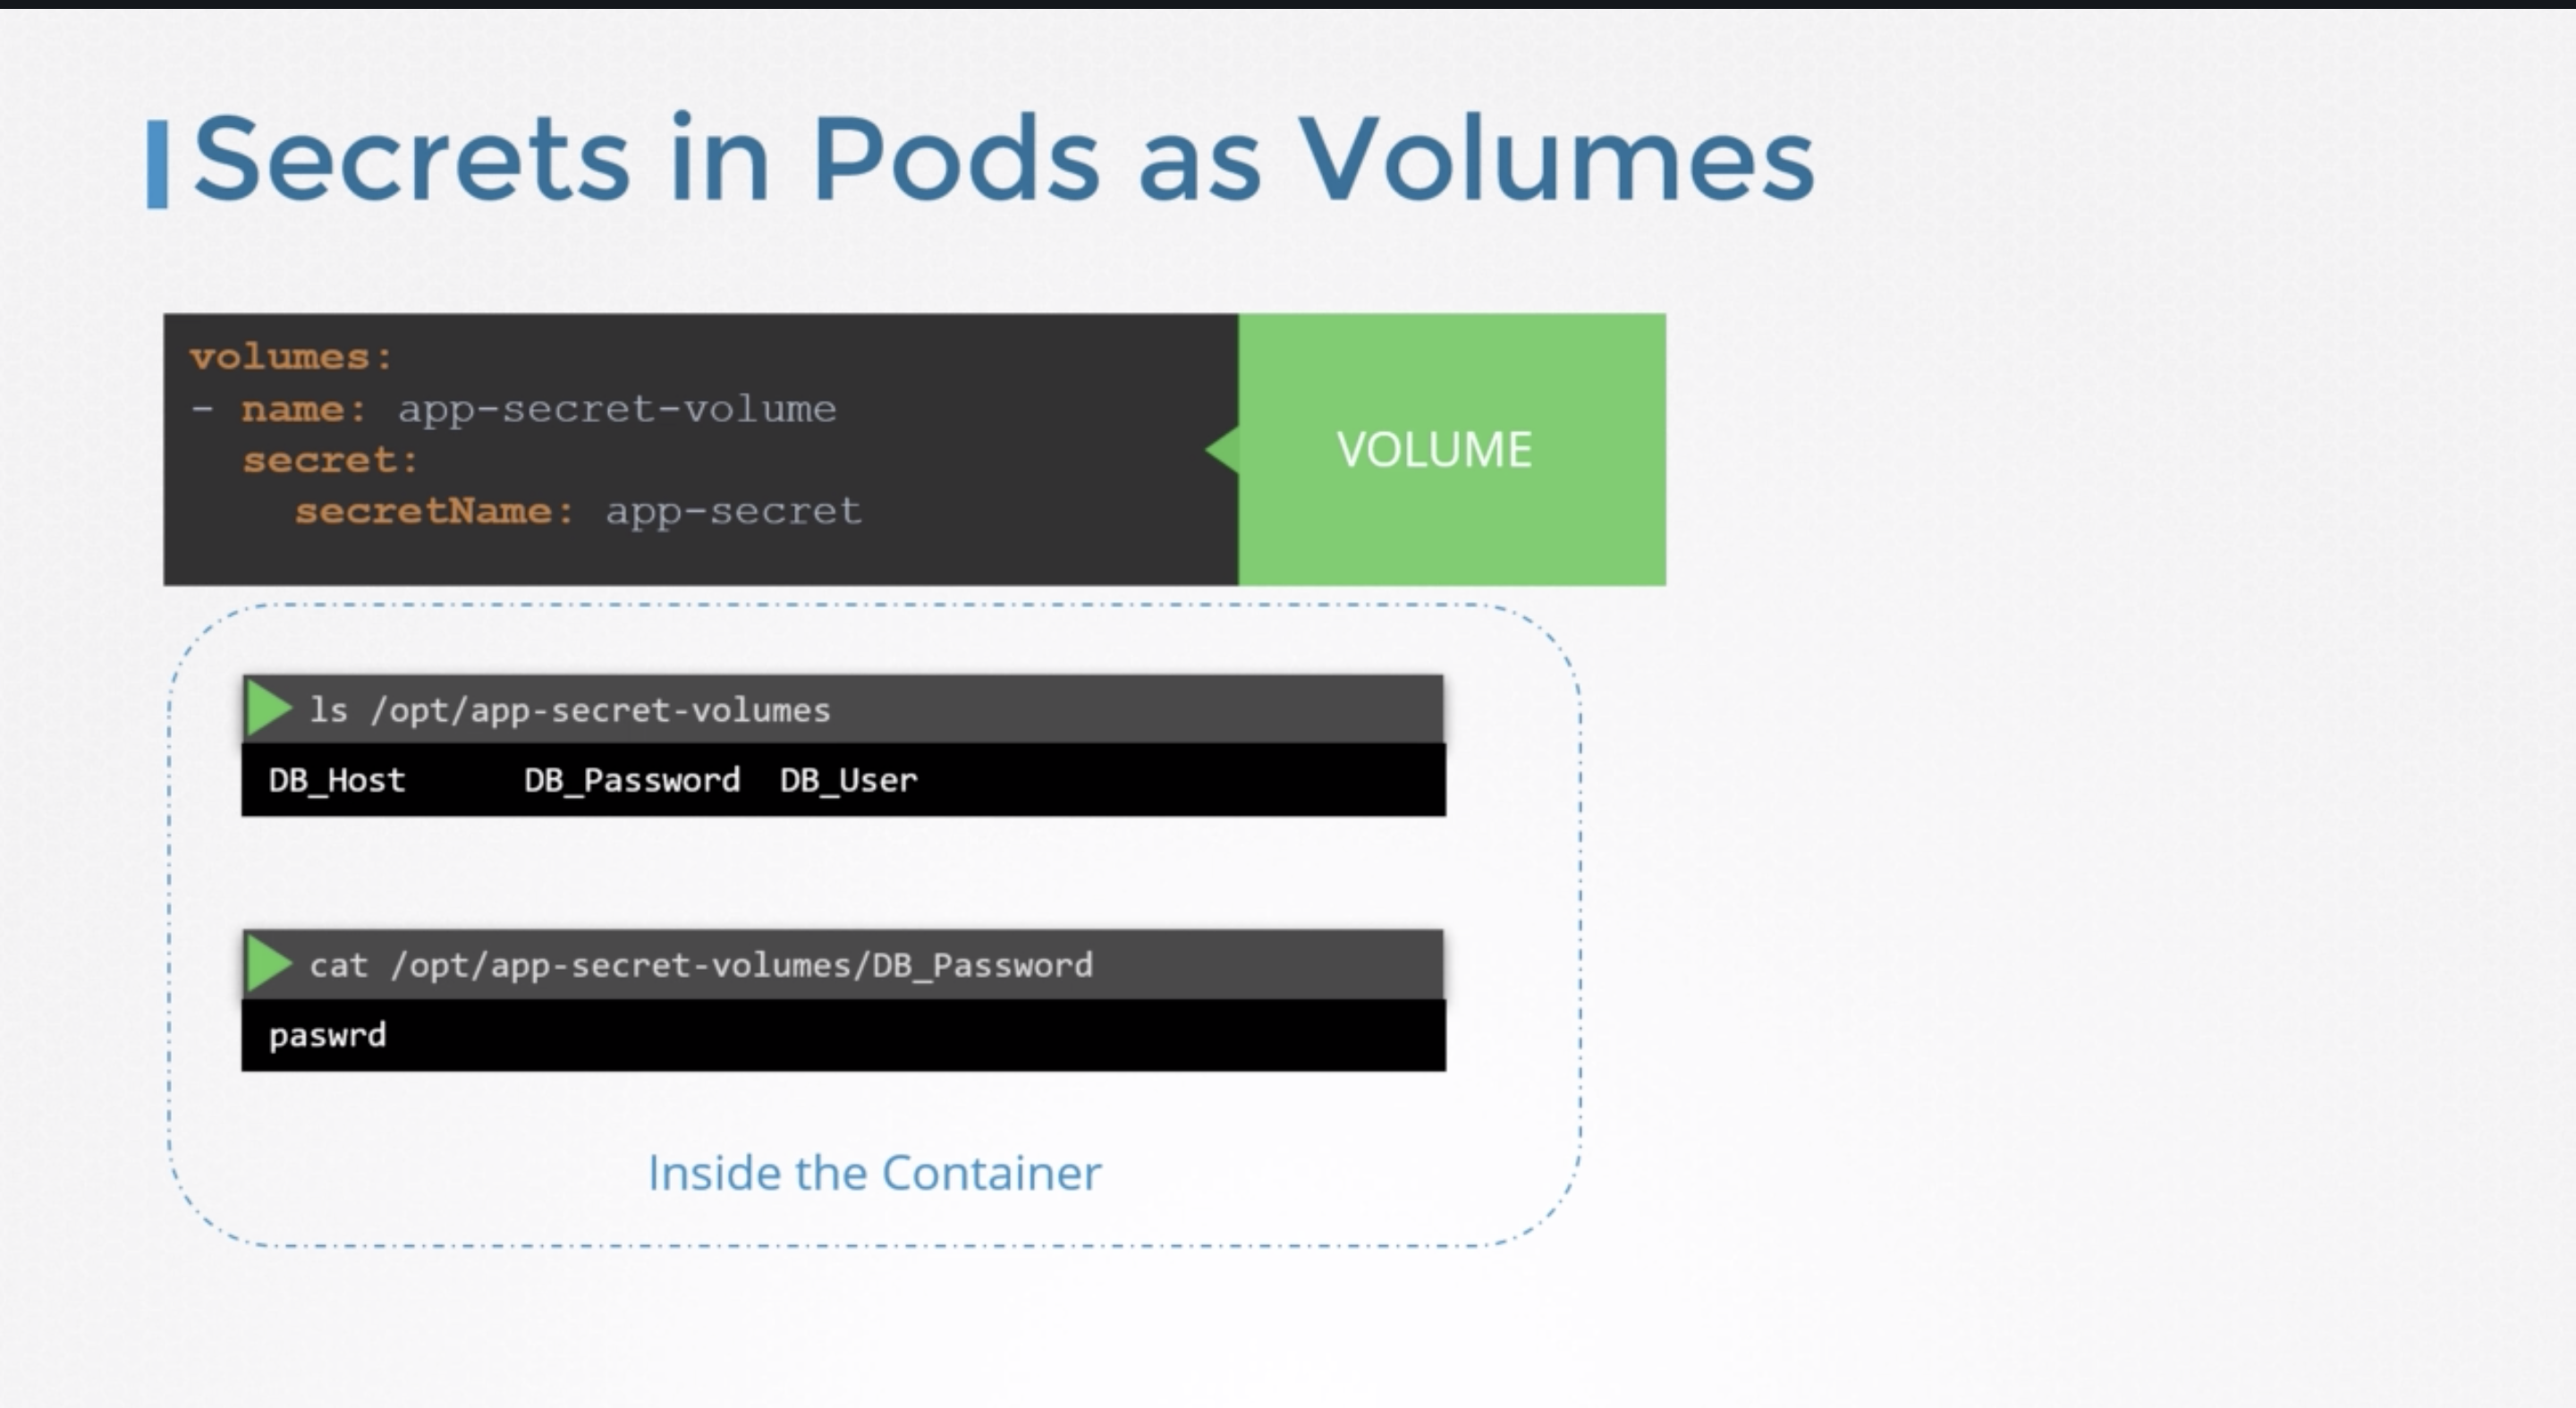 Secrets in Pods as Volumes
volumes:
- name: app-secret-volume
  secret:
    secretName: app-secret
VOLUME
ls /opt/app-secret-volumes
DB_Host      DB_Password  DB_User
cat /opt/app-secret-volumes/DB_Password
paswrd
Inside the Container